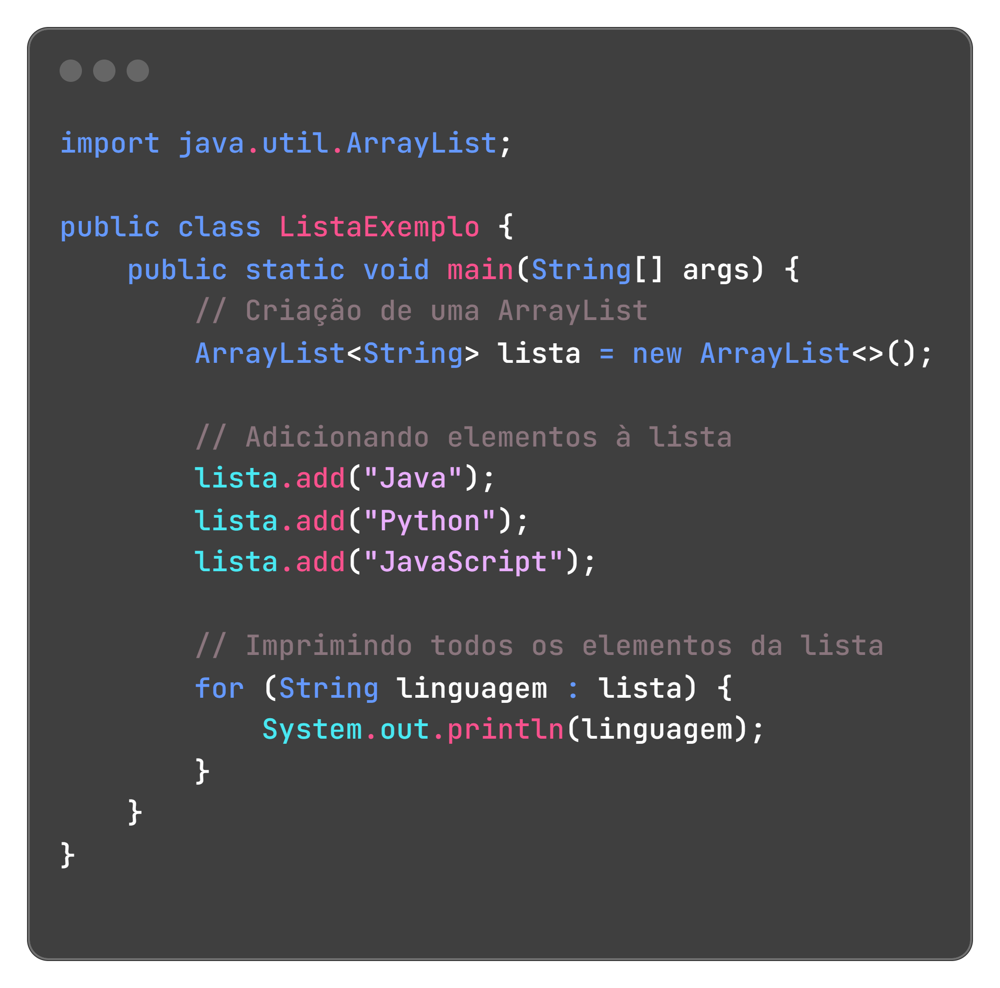 import java.util.ArrayList;
public class ListaExemplo {
    public static void main(String[] args) {
        // Criação de uma ArrayList
        ArrayList<String> lista = new ArrayList<>();
        // Adicionando elementos à lista
        lista.add("Java");
        lista.add("Python");
        lista.add("JavaScript");
        // Imprimindo todos os elementos da lista
        for (String linguagem : lista) {
            System.out.println(linguagem);
        }
    }
}